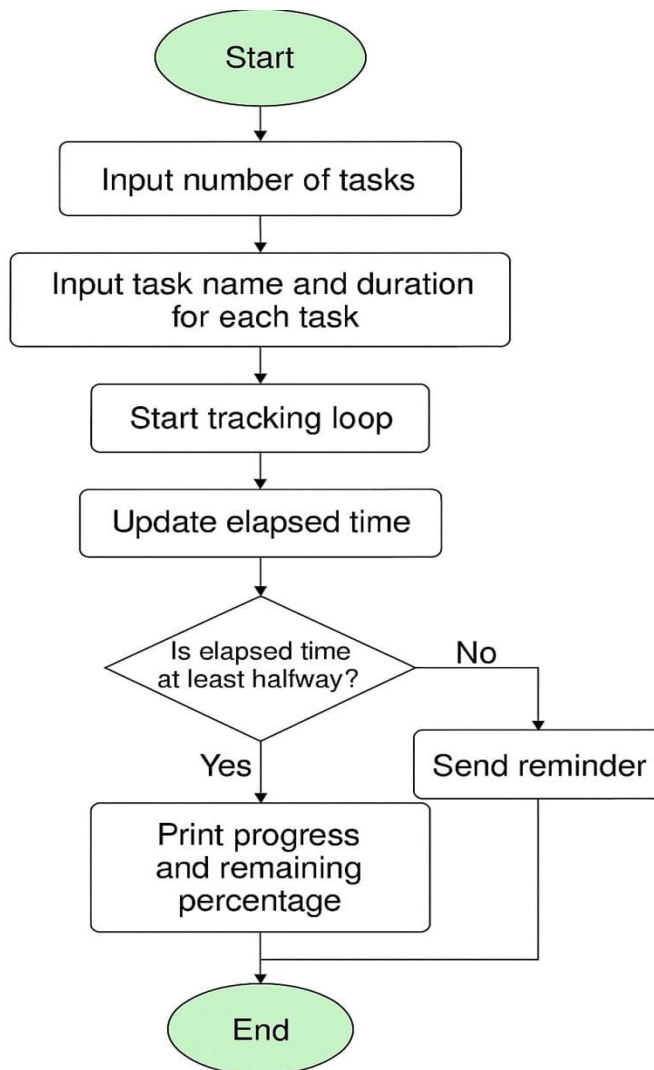 Start
Input number of tasks
Input task name and duration
for each task
Start tracking loop
Update elapsed time
Is elapsed time
at least halfway?
No
Yes
Send reminder
Print progress
and remaining
percentage
End